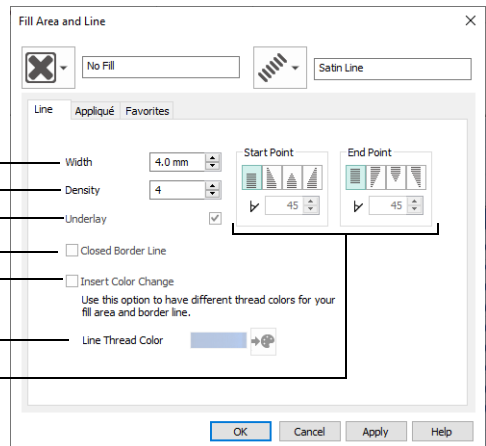 Fill Area and Line
No Fill
Satin Line
Line Appliqué Favorites
Width 4.0 mm
Density 4
Underlay
Start Point
45
End Point
45
Closed Border Line
Insert Color Change
Use this option to have different thread colors for your
fill area and border line.
Line Thread Color
OK Cancel Apply Help